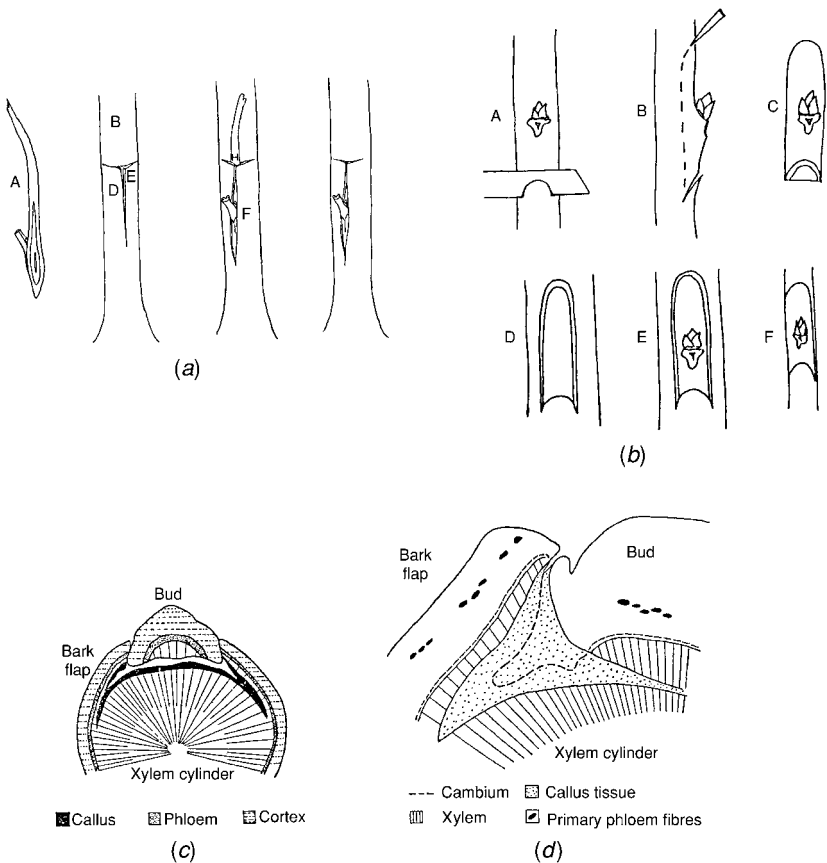 A
B
D
E
F
(a)
A
B
C
D
E
F
(b)
Bud
Bark
flap
Xylem cylinder
Callus
Phloem
Cortex
(c)
Bark
flap
Bud
Xylem cylinder
Cambium
Callus tissue
Xylem
Primary phloem fibres
(d)